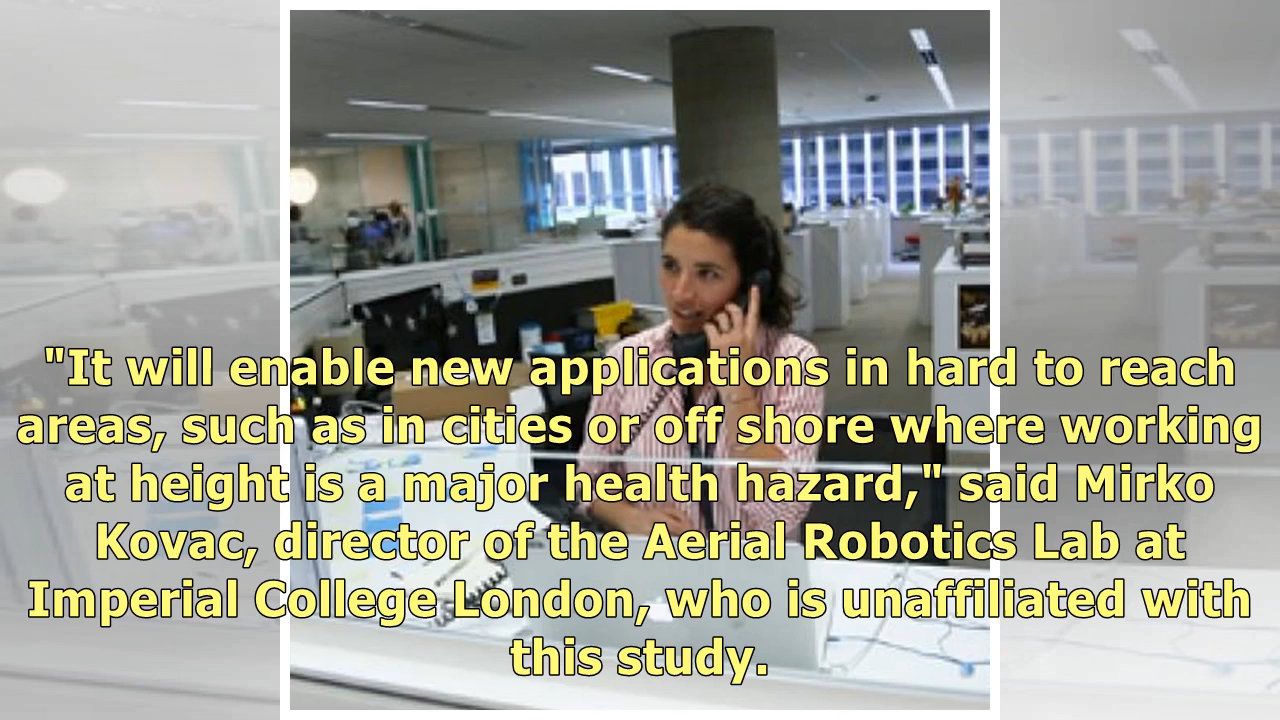 "It will enable new applications in hard to reach
areas, such as in cities or off shore where working
at height is a major health hazard," said Mirko
Kovac, director of the Aerial Robotics Lab at
Imperial College London, who is unaffiliated with
this study.